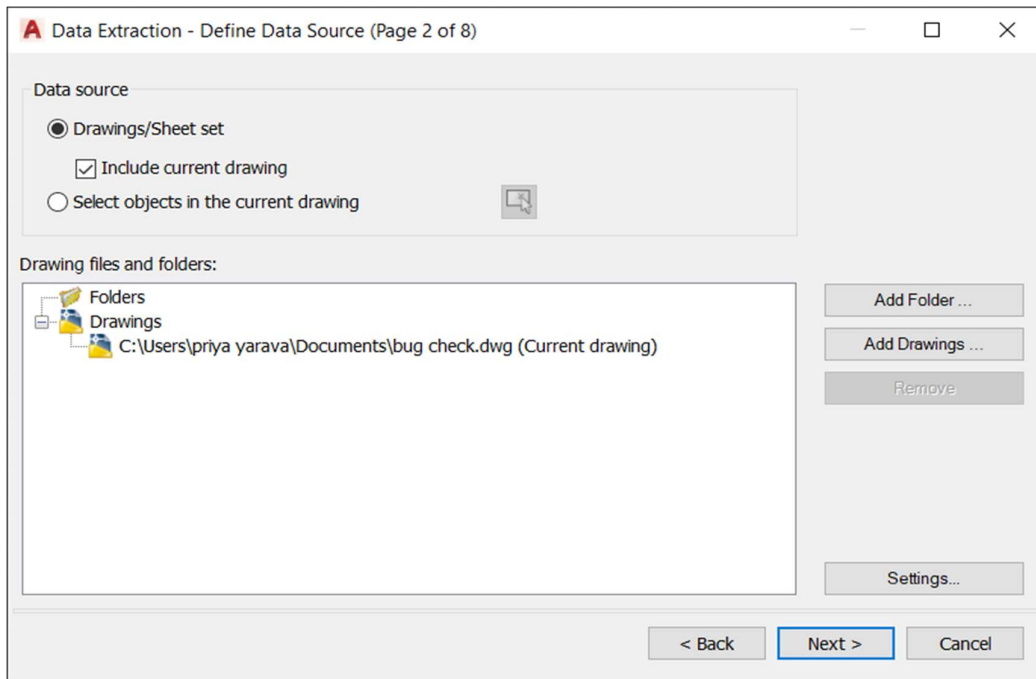 Data Extraction - Define Data Source (Page 2 of 8)
Data source
Drawings/Sheet set
Include current drawing
Select objects in the current drawing
Drawing files and folders:
Folders
Drawings
C:\Users\priya yarava\Documents\bug check.dwg (Current drawing)
Add Folder ...
Add Drawings ...
Remove
Settings...
< Back Next > Cancel